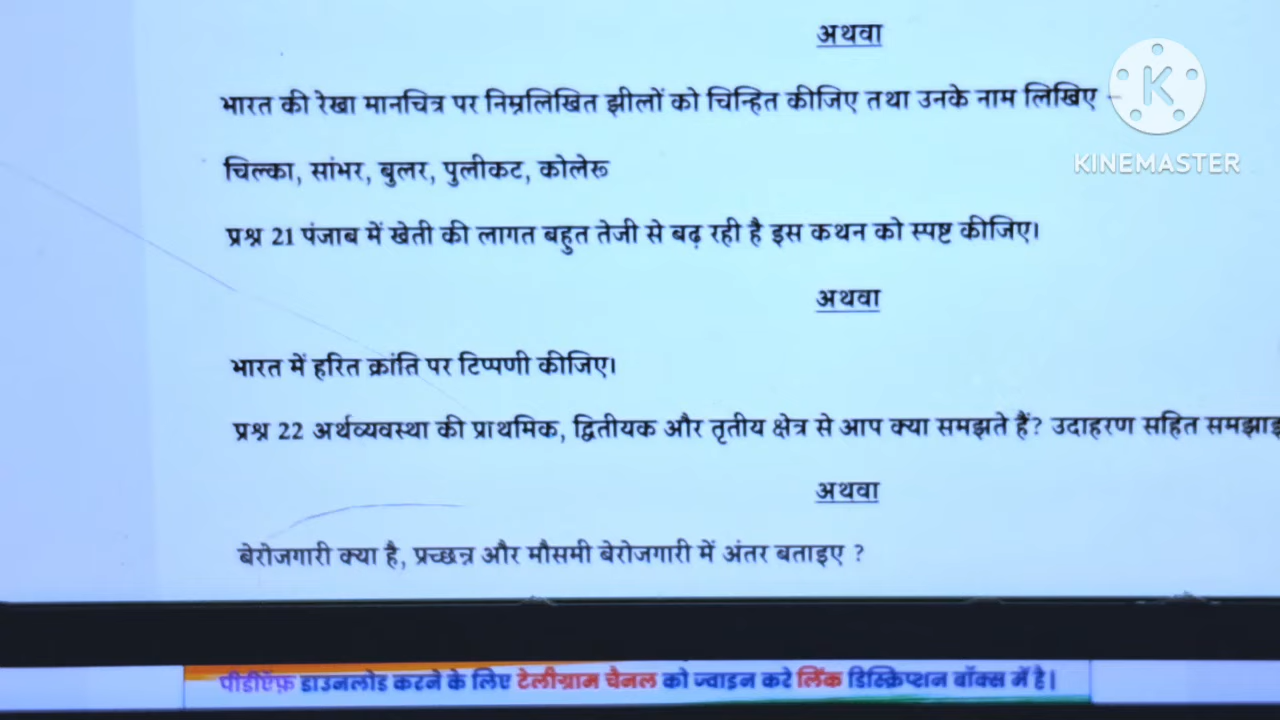 अथवा
भारत की रेखा मानचित्र पर निम्नलिखित झीलों को चिन्हित कीजिए तथा उनके नाम लिखिए -
KINEMASTER
चिल्का, सांभर, बुलर, पुलीकट, कोलेरू
प्रश्न 21 पंजाब में खेती की लागत बहुत तेजी से बढ़ रही है इस कथन को स्पष्ट कीजिए।
अथवा
भारत में हरित क्रांति पर टिप्पणी कीजिए।
प्रश्न 22 अर्थव्यवस्था की प्राथमिक, द्वितीयक और तृतीय क्षेत्र से आप क्या समझते हैं? उदाहरण सहित
अथवा
बेरोजगारी क्या है, प्रच्छन्न और मौसमी बेरोजगारी में अंतर बताइए ?
पीडीऍफ़ डाउनलोड करने के लिए टेलीग्राम चैनल को ज्वाइन करे लिंक डिस्क्रिप्शन बॉक्स में है।